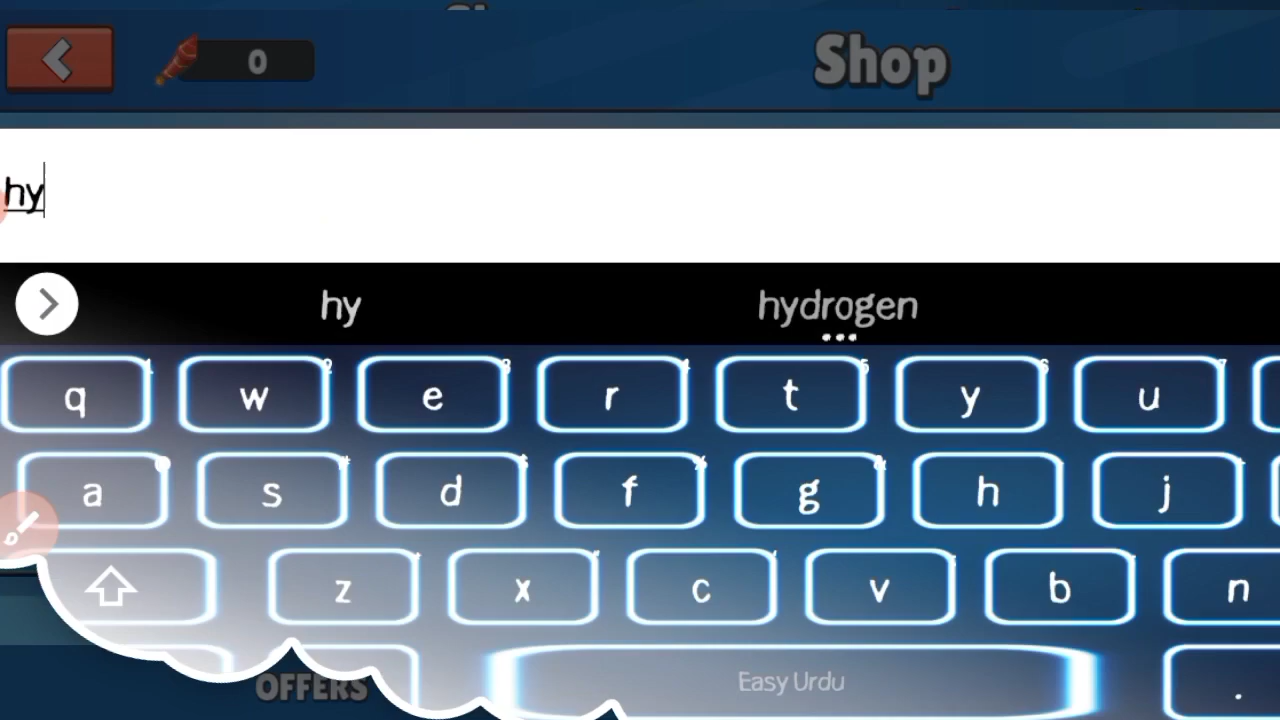 0 Shop
hy
hy hydrogen
q w e r t y u
a s d f g h j
z x c v b n
OFFERS Easy Urdu .